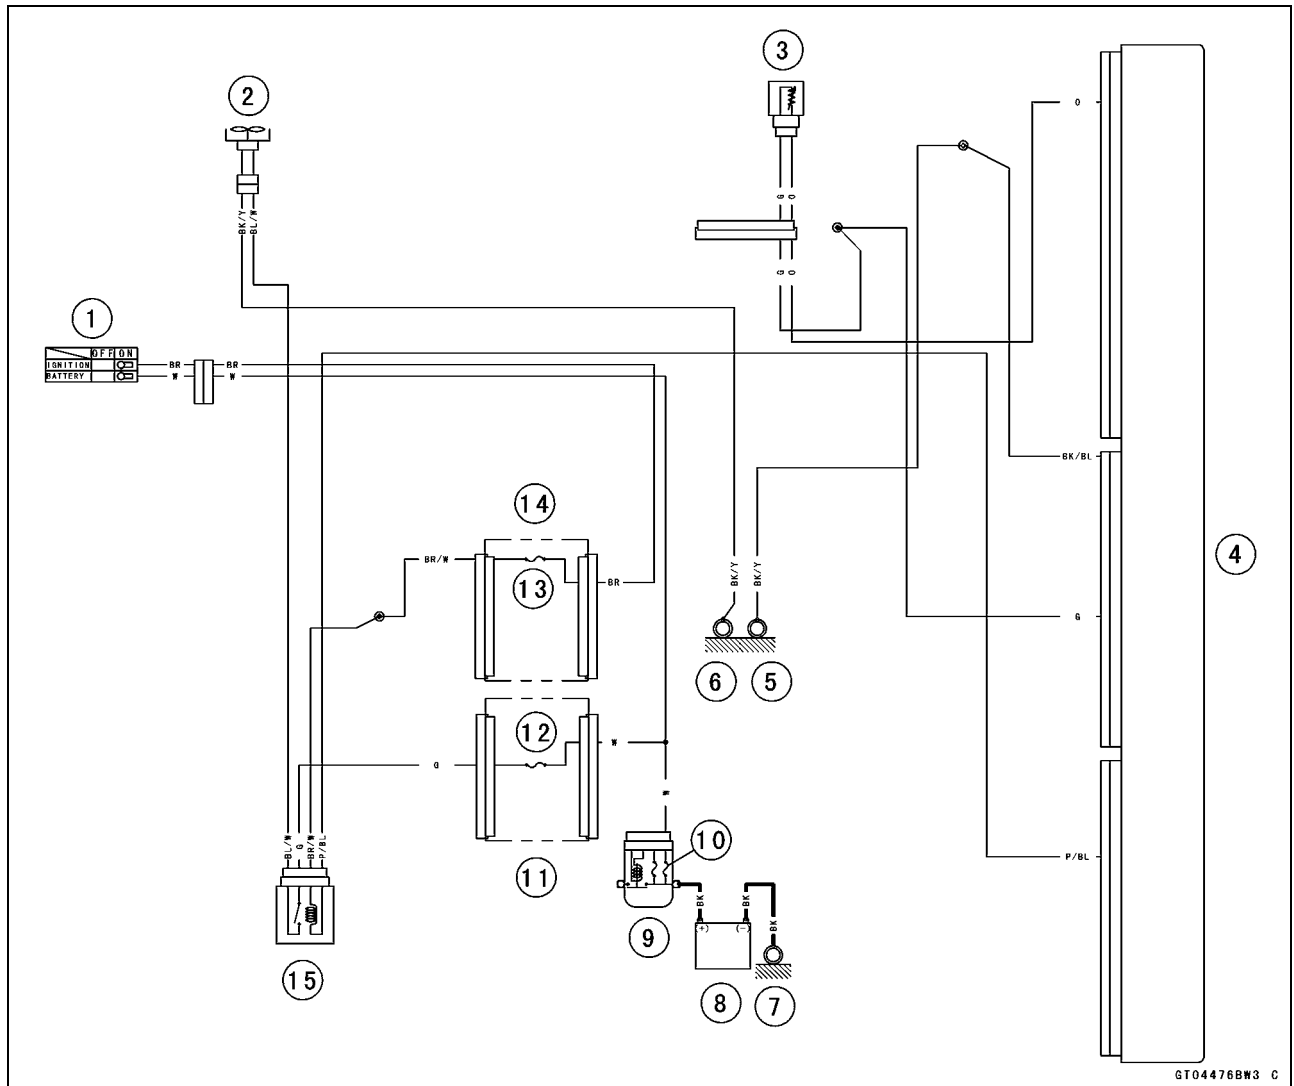 3
2
O
BK/Y
BL/W
G
O
G
O
1
OFF ON
IGNITION
BATTERY
BR
BR
W
W
BK/BL
14
4
BR/W
13
BR
BK/Y
BK/Y
G
6
5
12
W
G
W
BL/W
G
BR/W
P/BL
10
P/BL
11
BK
BK
BK
(+)
(-)
9
15
8
7
GT04476BW3 C